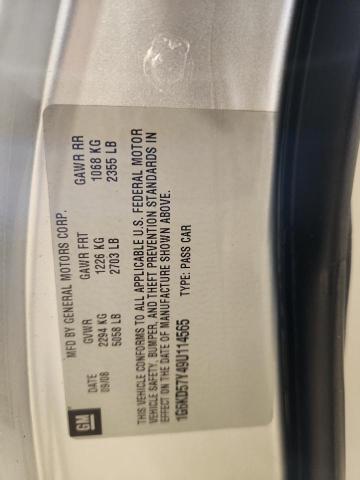 GM
MFD BY GENERAL MOTORS CORP.
DATE GVWR GAWR FRT GAWR RR
09/08 2294 KG 1226 KG 1068 KG
5058 LB 2703 LB 2355 LB
THIS VEHICLE CONFORMS TO ALL APPLICABLE U.S. FEDERAL MOTOR
VEHICLE SAFETY, BUMPER, AND THEFT PREVENTION STANDARDS IN
EFFECT ON THE DATE OF MANUFACTURE SHOWN ABOVE.
1G6KD57Y49U114565 TYPE: PASS CAR